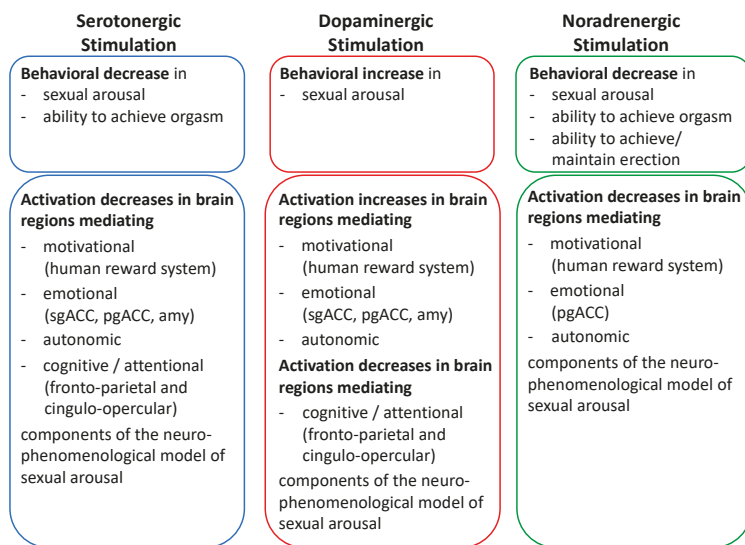 Serotonergic
Stimulation
Behavioral decrease in
- sexual arousal
- ability to achieve orgasm
Activation decreases in brain
regions mediating
- motivational
(human reward system)
- emotional
(sgACC, pgACC, amy)
- autonomic
- cognitive / attentional
(fronto-parietal and
cingulo-opercular)
components of the neuro-
phenomenological model of
sexual arousal
Dopaminergic
Stimulation
Behavioral increase in
- sexual arousal
Activation increases in brain
regions mediating
- motivational
(human reward system)
- emotional
(sgACC, pgACC, amy)
- autonomic
Activation decreases in brain
regions mediating
- cognitive / attentional
(fronto-parietal and
cingulo-opercular)
components of the neuro-
phenomenological model of
sexual arousal
Noradrenergic
Stimulation
Behavioral decrease in
- sexual arousal
- ability to achieve orgasm
- ability to achieve/
maintain erection
Activation decreases in brain
regions mediating
- motivational
(human reward system)
- emotional
(pgACC)
- autonomic
components of the neuro-
phenomenological model of
sexual arousal